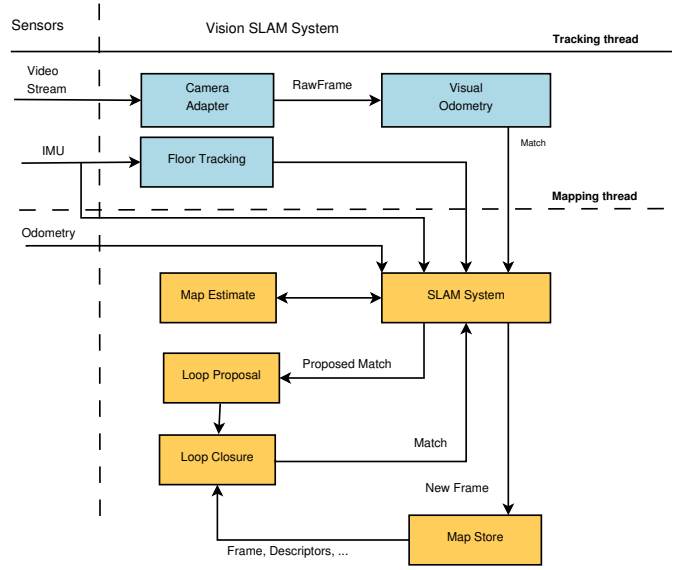 Sensors
Vision SLAM System
Tracking thread
Video
Stream
Camera
Adapter
RawFrame
Visual
Odometry
Match
IMU
Floor Tracking
Mapping thread
Odometry
Map Estimate
SLAM System
Proposed Match
Loop Proposal
Match
Loop Closure
New Frame
Map Store
Frame, Descriptors, ...